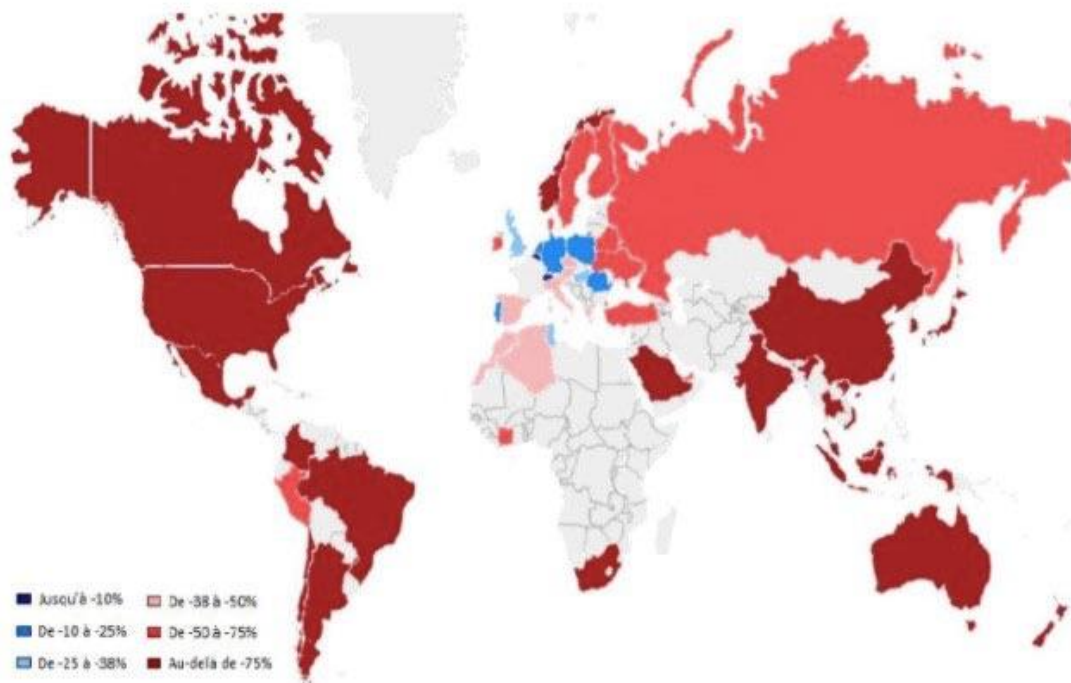 Jusqu'à -10%
De -10 à -25%
De -25 à -38%
De -38 à -50%
De -50 à -75%
Au-delà de -75%